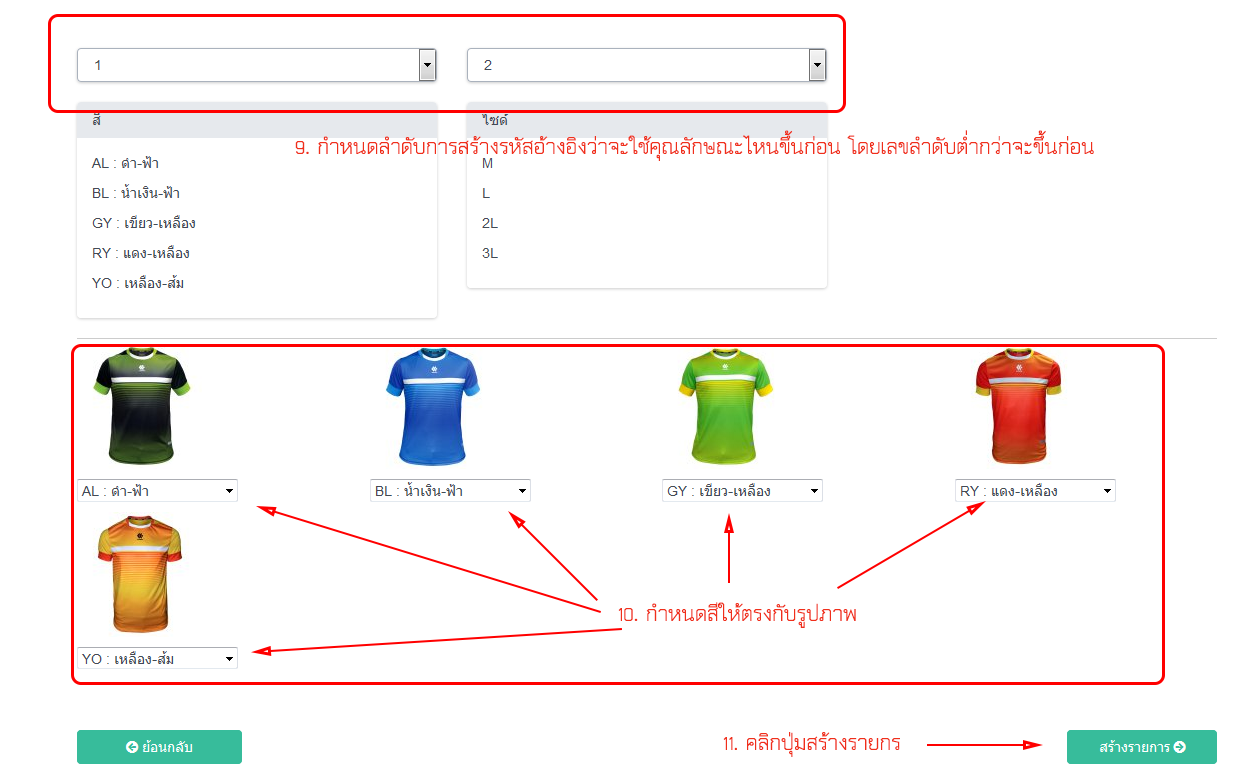 1 2
สี ไซด์
9. กำหนดลำดับการสร้างรหัสอ้างอิงว่าจะใช้คุณลักษณะไหนขึ้นก่อน โดยเลขลำดับต่ำกว่าจะขึ้นก่อน
AL : ดำ-ฟ้า M
BL : น้ำเงิน-ฟ้า L
GY : เขียว-เหลือง 2L
RY : แดง-เหลือง 3L
YO : เหลือง-ส้ม
AL : ดำ-ฟ้า BL : น้ำเงิน-ฟ้า GY : เขียว-เหลือง RY : แดง-เหลือง
10. กำหนดสีให้ตรงกับรูปภาพ
YO : เหลือง-ส้ม
ย้อนกลับ 11. คลิกปุ่มสร้างรายกร สร้างรายการ